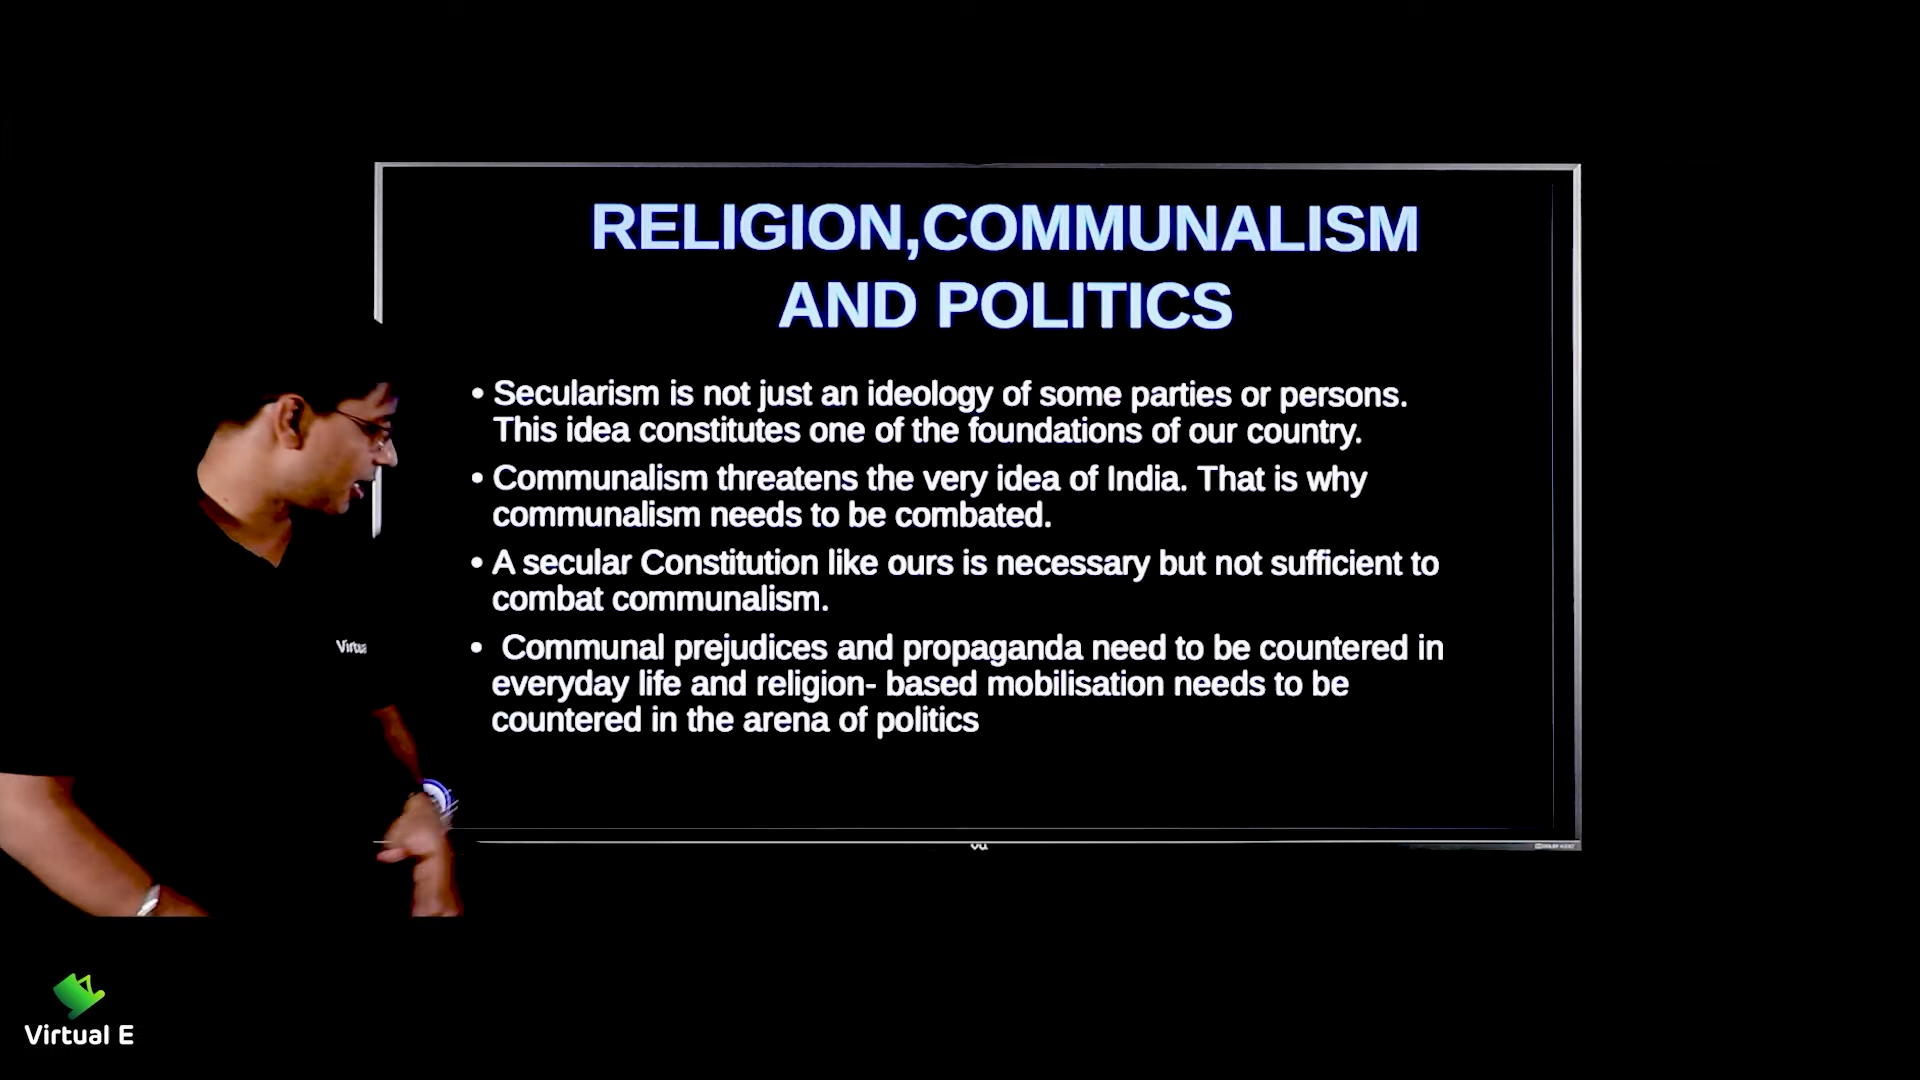 RELIGION,COMMUNALISM
AND POLITICS
• Secularism is not just an ideology of some parties or persons.
This idea constitutes one of the foundations of our country.
• Communalism threatens the very idea of India. That is why
communalism needs to be combated.
• A secular Constitution like ours is necessary but not sufficient to
combat communalism.
• Communal prejudices and propaganda need to be countered in
everyday life and religion- based mobilisation needs to be
countered in the arena of politics
Virtua
Virtual E